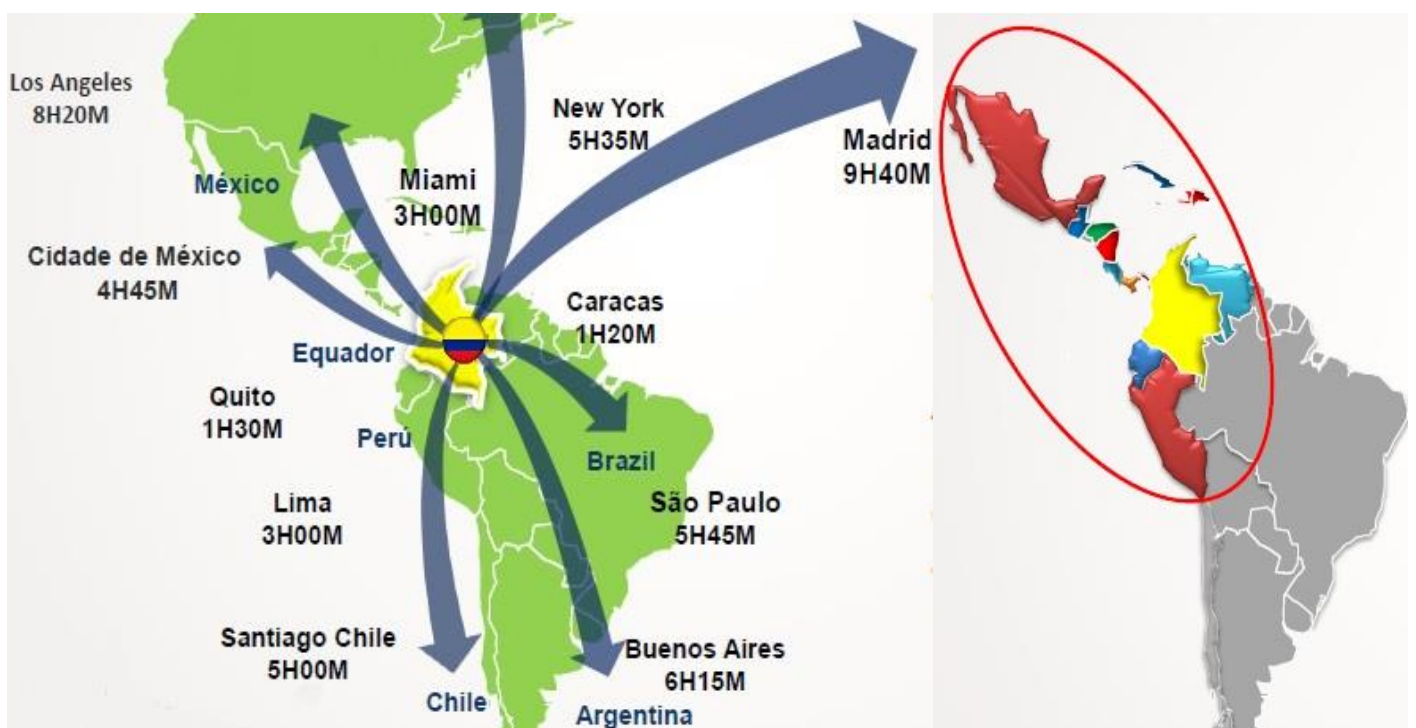 Los Angeles
8H20M
New York
5H35M
Madrid
9H40M
México
Miami
3H00M
Cidade de México
4H45M
Caracas
1H20M
Equador
Quito
1H30M
Perú
Brazil
Lima
3H00M
São Paulo
5H45M
Santiago Chile
5H00M
Buenos Aires
6H15M
Chile
Argentina